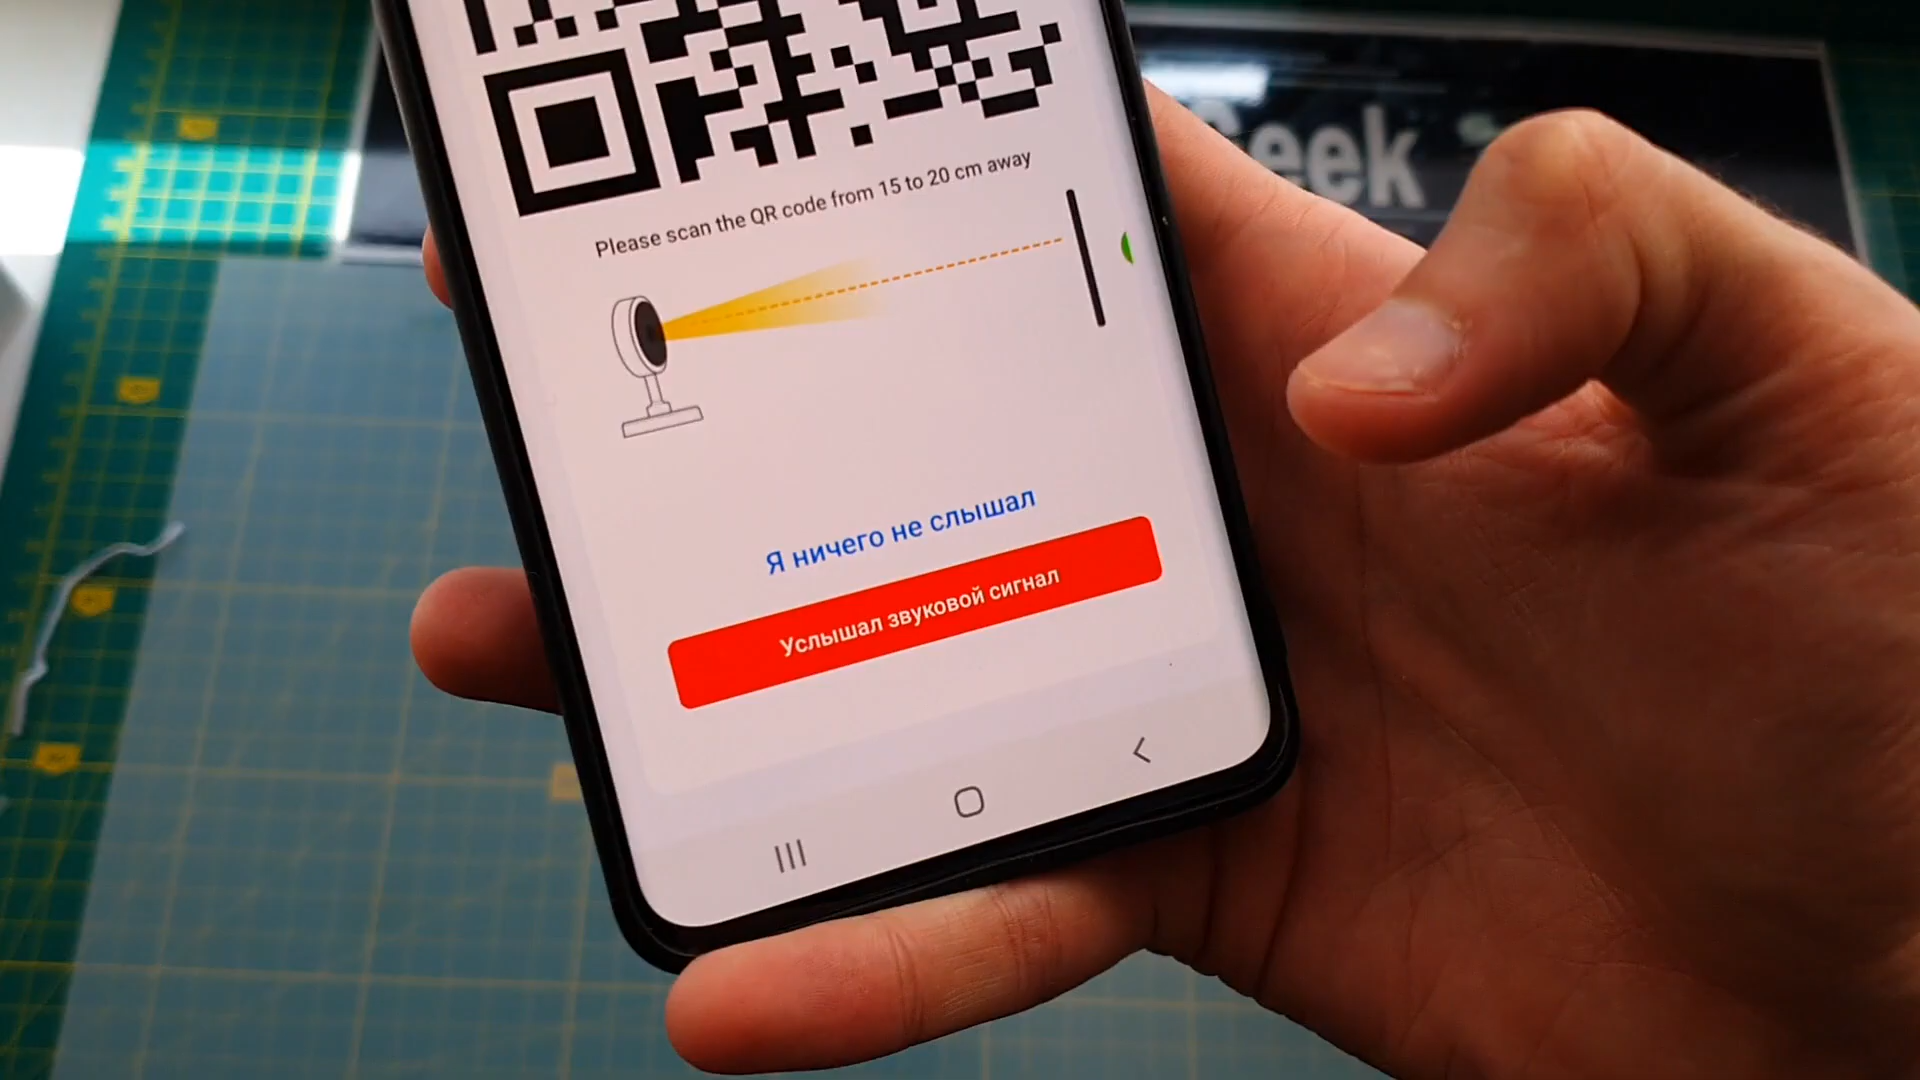 eek
Please scan the QR code from 15 to 20 cm away
Я ничего не слышал
Услышал звуковой сигнал